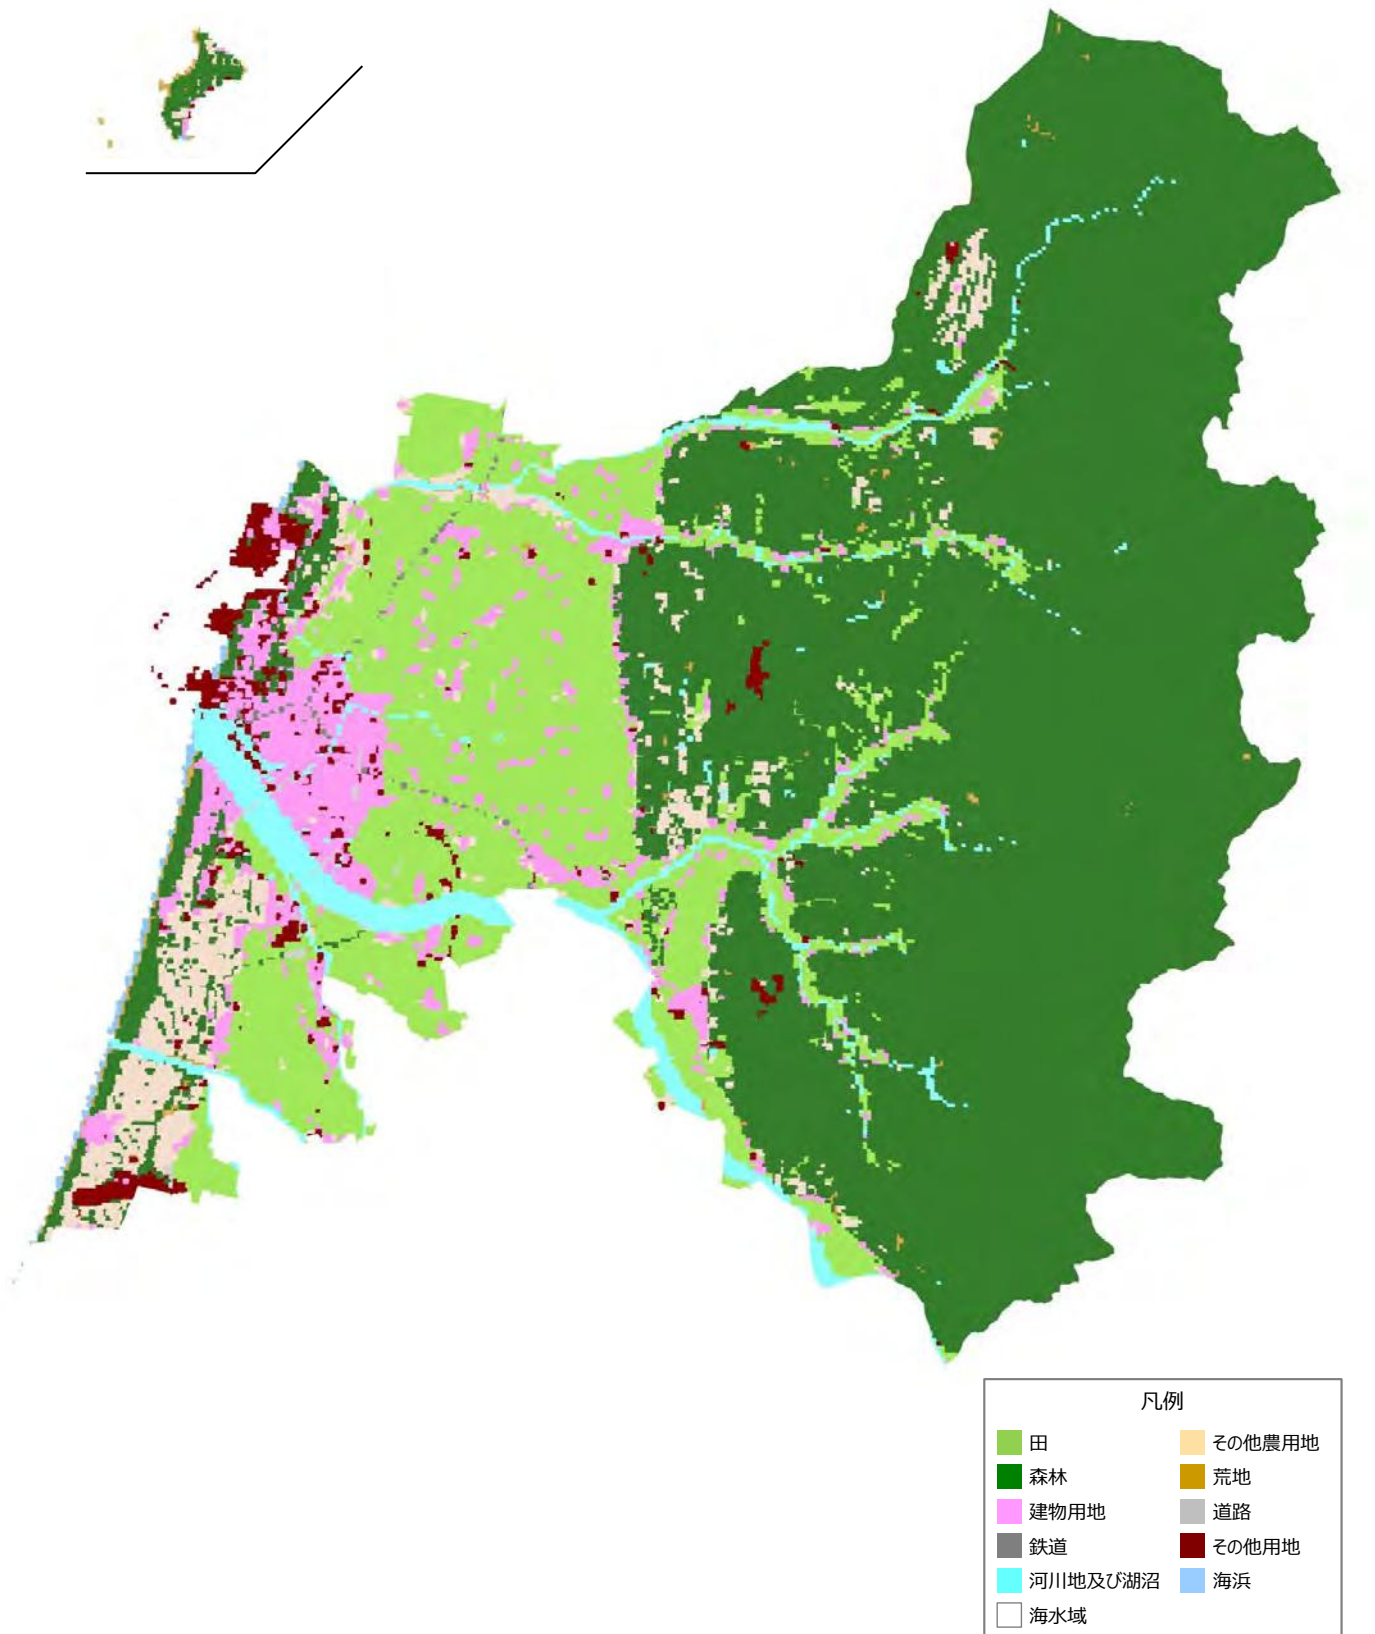 凡例
田
その他農用地
森林
荒地
建物用地
道路
鉄道
その他用地
河川地及び湖沼
海浜
海水域